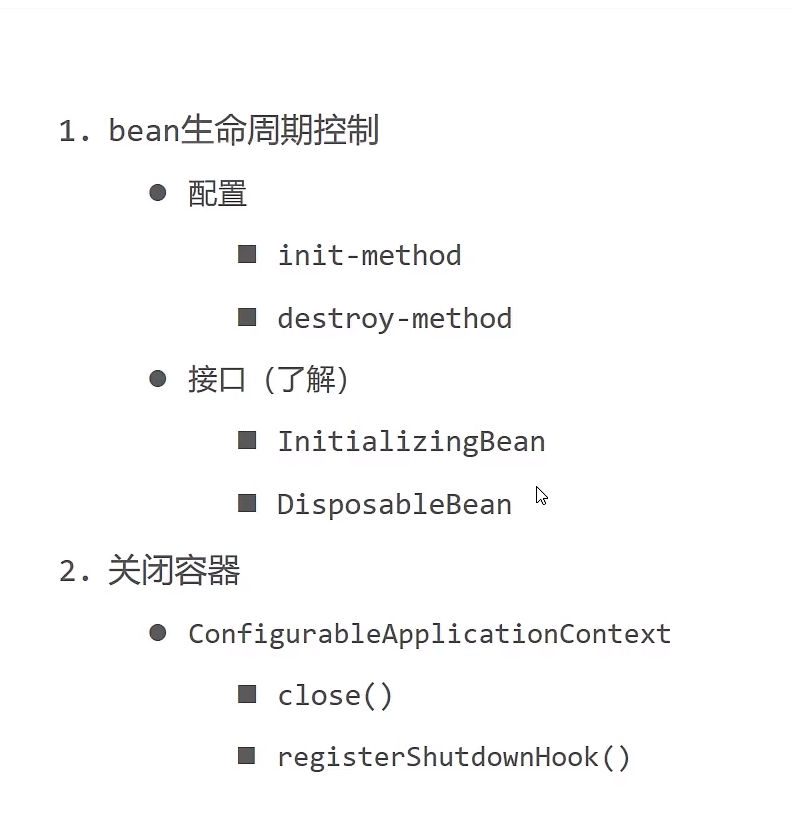 1. bean生命周期控制
● 配置
■ init-method
■ destroy-method
● 接口（了解）
■ InitializingBean
■ DisposableBean
2. 关闭容器
● ConfigurableApplicationContext
■ close()
■ registerShutdownHook()